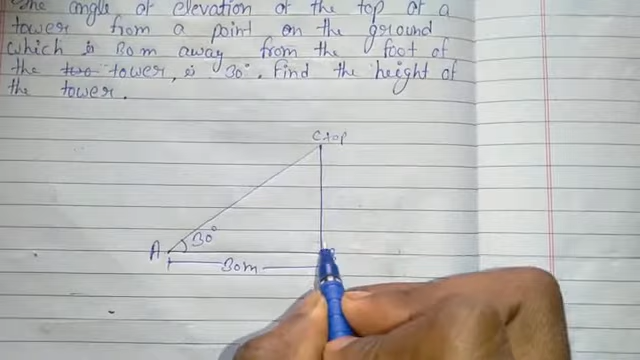 The angle of elevation of the top of a
tower from a point on the ground
which is 30m away from the foot of
the tower, is 30°. Find the height of
the tower.
C top
30°
A
30m